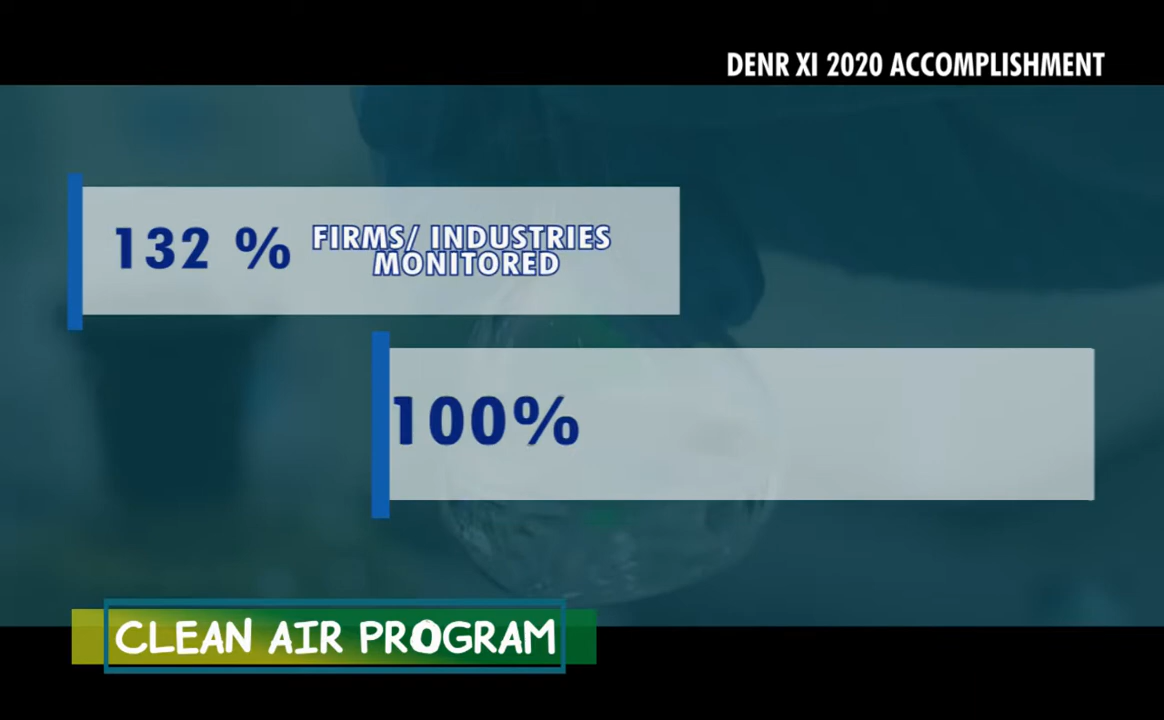 DENR XI 2020 ACCOMPLISHMENT
132 %
FIRMS/ INDUSTRIES
MONITORED
100%
CLEAN AIR PROGRAM